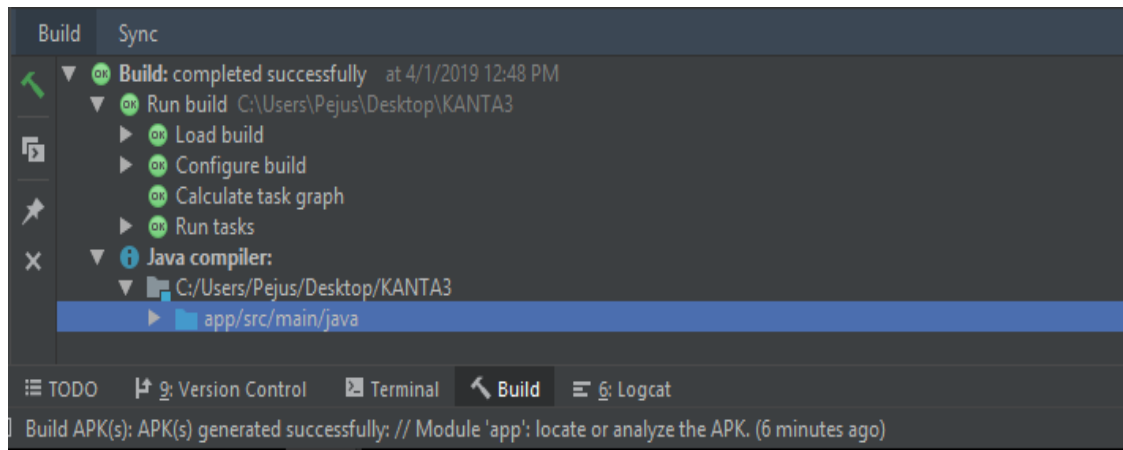 Build Sync
OK Build: completed successfully at 4/1/2019 12:48 PM
OK Run build C:\Users\Pejus\Desktop\KANTA3
OK Load build
OK Configure build
OK Calculate task graph
OK Run tasks
Java compiler:
C:/Users/Pejus/Desktop/KANTA3
app/src/main/java
TODO 9: Version Control Terminal Build 6: Logcat
Build APK(s): APK(s) generated successfully: // Module 'app': locate or analyze the APK. (6 minutes ago)